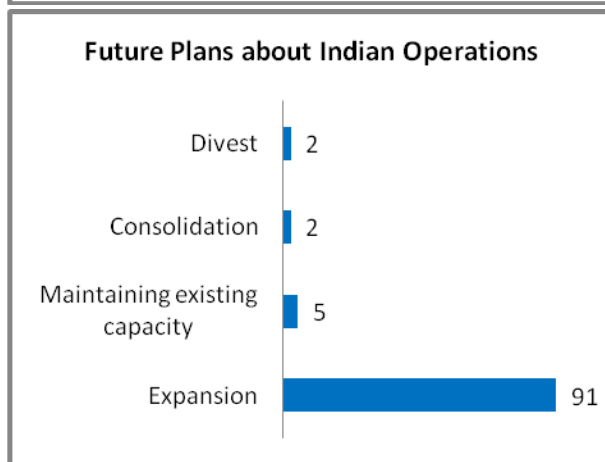 Future Plans about Indian Operations
Divest 2
Consolidation 2
Maintaining existing
capacity 5
Expansion 91